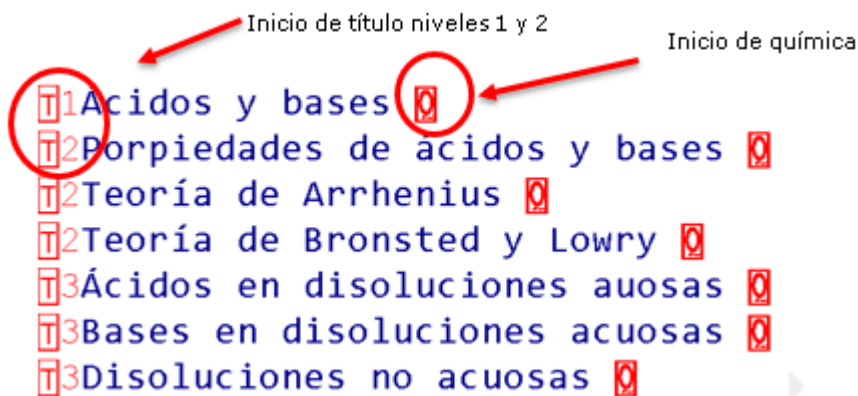 Inicio de título niveles 1 y 2
Inicio de química
T1Acidos y bases Q
T2Porpiedades de ácidos y bases Q
T2Teoría de Arrhenius Q
T2Teoría de Bronsted y Lowry Q
T3Ácidos en disoluciones auosas Q
T3Bases en disoluciones acuosas Q
T3Disoluciones no acuosas Q